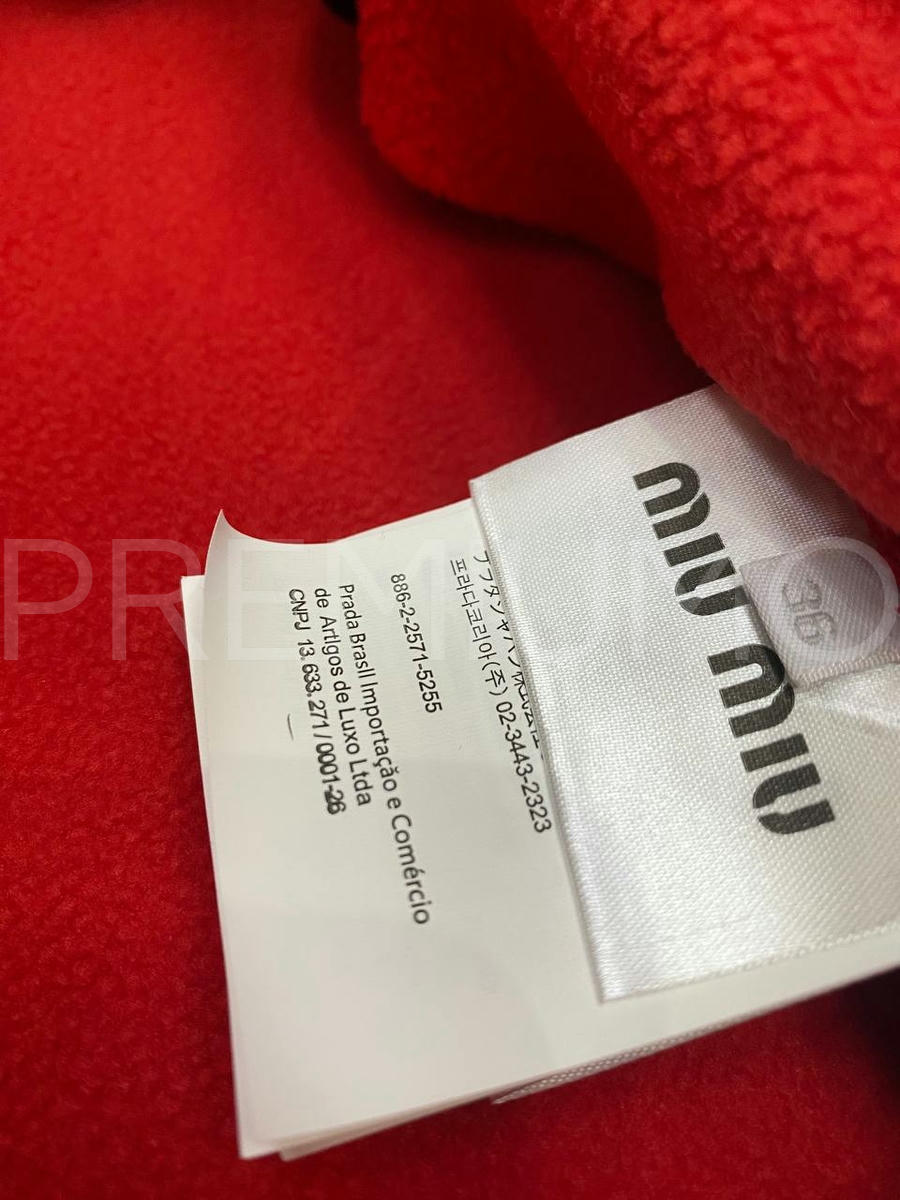 miu miu
36
프라다코리아(주) 02-3443-2323
886-2-2571-5255
Prada Brasil Importação e Comércio
de Artigos de Luxo Ltda
CNPJ 13.633.271/0001-26